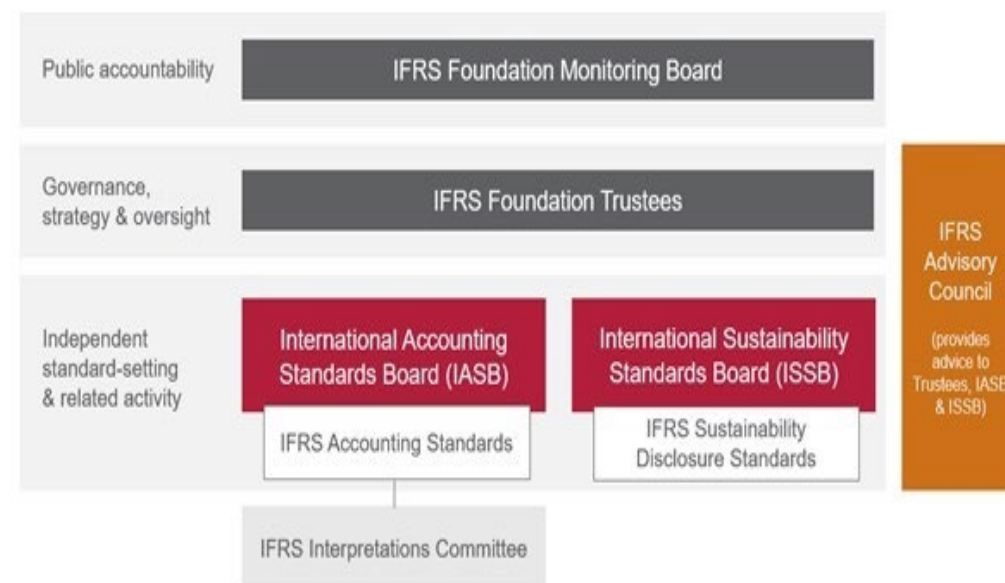 Public accountability
IFRS Foundation Monitoring Board
Governance,
strategy & oversight
IFRS Foundation Trustees
Independent
standard-setting
& related activity
International Accounting
Standards Board (IASB)
IFRS Accounting Standards
International Sustainability
Standards Board (ISSB)
IFRS Sustainability
Disclosure Standards
IFRS Interpretations Committee
IFRS
Advisory
Council
(provides
advice to
Trustees, IASB
& ISSB)